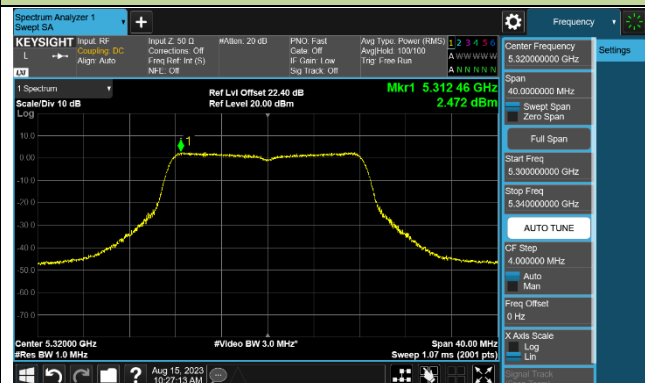 Spectrum Analyzer 1
Swept SA
Frequency
KEYSIGHT
L
LXI
Input: RF
Coupling: DC
Align: Auto
Input Z: 50 Ω
Corrections: Off
Freq Ref: Int (S)
NFE: Off
#Atten: 20 dB
PNO: Fast
Gate: Off
IF Gain: Low
Sig Track: Off
Avg Type: Power (RMS)
Avg|Hold: 100/100
Trig: Free Run
1 2 3 4 5 6
A W W W W W
A N N N N N
Center Frequency
5.320000000 GHz
Settings
Span
40.0000000 MHz
Swept Span
Zero Span
Full Span
Start Freq
5.300000000 GHz
Stop Freq
5.340000000 GHz
AUTO TUNE
CF Step
4.000000 MHz
Auto
Man
Freq Offset
0 Hz
X Axis Scale
Log
Lin
Signal Track
1 Spectrum
Scale/Div 10 dB
Log
Ref Lvl Offset 22.40 dB
Ref Level 20.00 dBm
Mkr1 5.312 46 GHz
2.472 dBm
1
10.0
0.00
-10.0
-20.0
-30.0
-40.0
-50.0
-60.0
-70.0
Center 5.32000 GHz
#Res BW 1.0 MHz
#Video BW 3.0 MHz*
Span 40.00 MHz
Sweep 1.07 ms (2001 pts)
?
Aug 15, 2023
10:27:13 AM